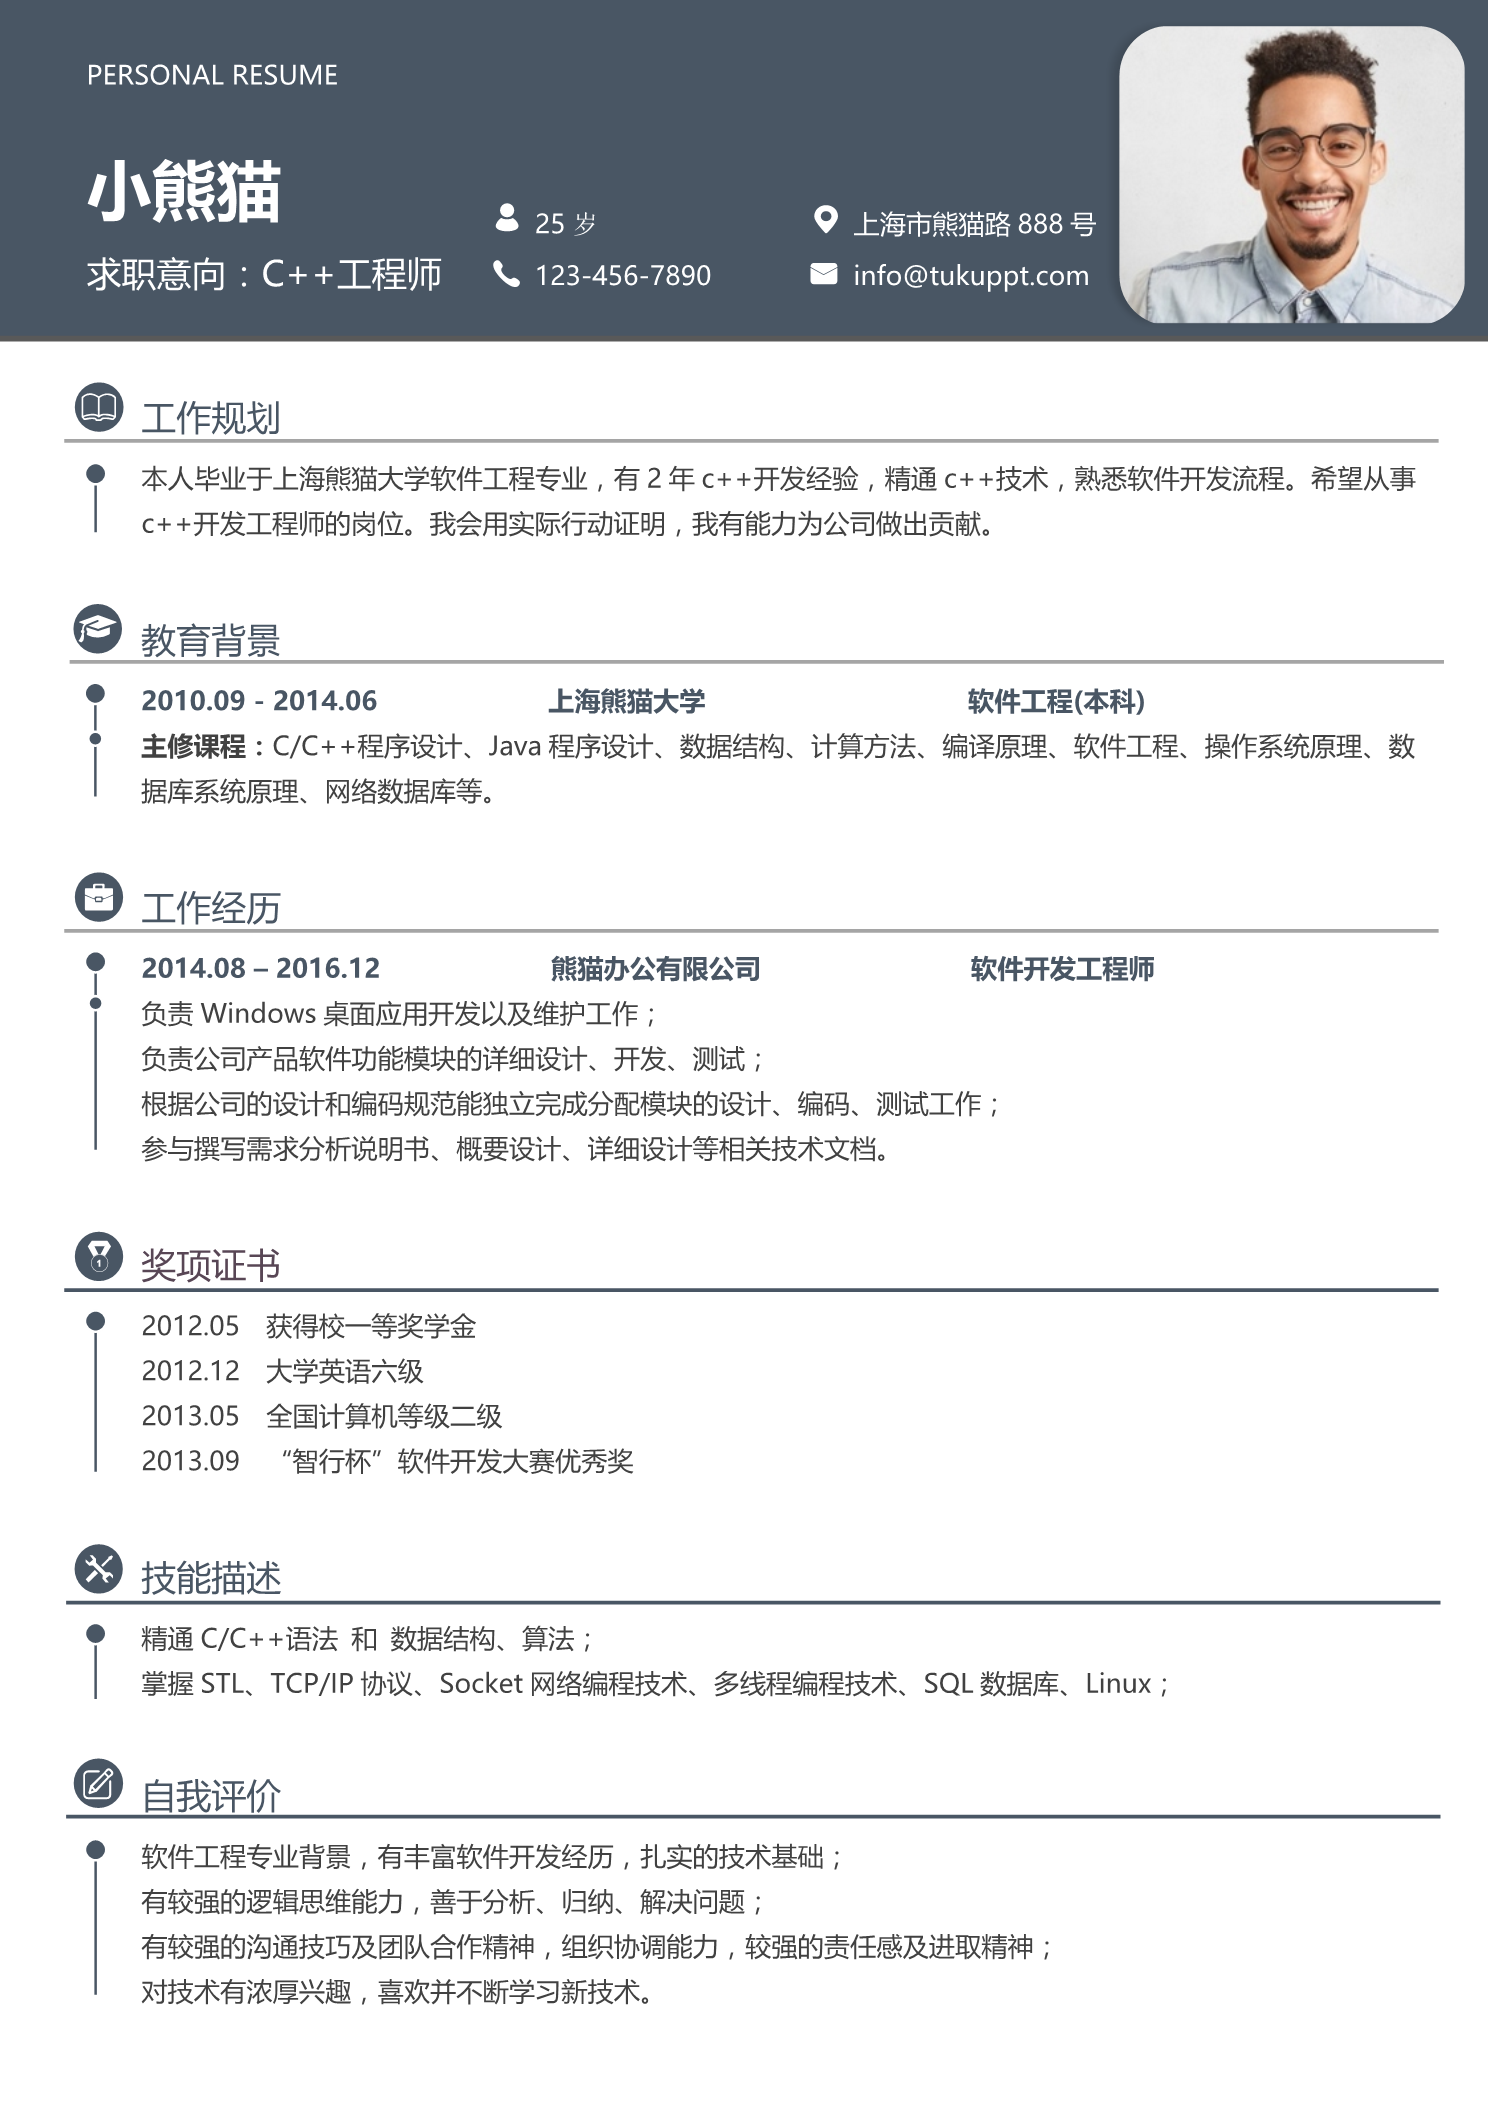 PERSONAL RESUME
小熊猫
25 岁
上海市熊猫路 888 号
求职意向：C++工程师
123-456-7890
info@tukuppt.com
工作规划
本人毕业于上海熊猫大学软件工程专业，有 2 年 c++开发经验，精通 c++技术，熟悉软件开发流程。希望从事
c++开发工程师的岗位。我会用实际行动证明，我有能力为公司做出贡献。
教育背景
2010.09 - 2014.06 上海熊猫大学 软件工程(本科)
主修课程：C/C++程序设计、Java 程序设计、数据结构、计算方法、编译原理、软件工程、操作系统原理、数
据库系统原理、网络数据库等。
工作经历
2014.08 – 2016.12 熊猫办公有限公司 软件开发工程师
负责 Windows 桌面应用开发以及维护工作；
负责公司产品软件功能模块的详细设计、开发、测试；
根据公司的设计和编码规范能独立完成分配模块的设计、编码、测试工作；
参与撰写需求分析说明书、概要设计、详细设计等相关技术文档。
奖项证书
2012.05 获得校一等奖学金
2012.12 大学英语六级
2013.05 全国计算机等级二级
2013.09 “智行杯”软件开发大赛优秀奖
技能描述
精通 C/C++语法 和 数据结构、算法；
掌握 STL、TCP/IP 协议、Socket 网络编程技术、多线程编程技术、SQL 数据库、Linux；
自我评价
软件工程专业背景，有丰富软件开发经历，扎实的技术基础；
有较强的逻辑思维能力，善于分析、归纳、解决问题；
有较强的沟通技巧及团队合作精神，组织协调能力，较强的责任感及进取精神；
对技术有浓厚兴趣，喜欢并不断学习新技术。